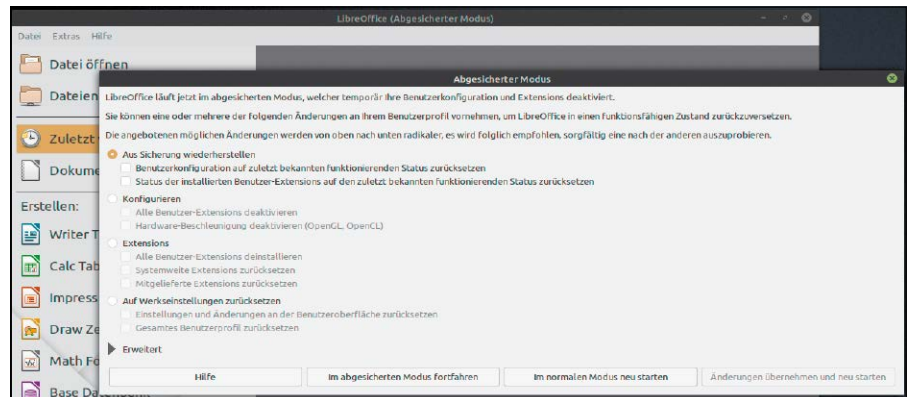 LibreOffice (Abgesicherter Modus)
Datei Extras Hilfe
Datei öffnen
Abgesicherter Modus
Dateien
LibreOffice läuft jetzt im abgesicherten Modus, welcher temporär Ihre Benutzerkonfiguration und Extensions deaktiviert.
Sie können eine oder mehrere der folgenden Änderungen an Ihrem Benutzerprofil vornehmen, um LibreOffice in einen funktionsfähigen Zustand zurückzuversetzen.
Die angebotenen möglichen Änderungen werden von oben nach unten radikaler, es wird folglich empfohlen, sorgfältig eine nach der anderen auszuprobieren.
Zuletzt
Aus Sicherung wiederherstellen
Benutzerkonfiguration auf zuletzt bekannten funktionierenden Status zurücksetzen
Dokume
Status der installierten Benutzer-Extensions auf den zuletzt bekannten funktionierenden Status zurücksetzen
Konfigurieren
Erstellen:
Alle Benutzer-Extensions deaktivieren
Hardware-Beschleunigung deaktivieren (OpenGL, OpenCL)
Writer T
Extensions
Alle Benutzer-Extensions deinstallieren
Calc Tab
Systemweite Extensions zurücksetzen
Mitgelieferte Extensions zurücksetzen
Impress
Auf Werkseinstellungen zurücksetzen
Einstellungen und Änderungen an der Benutzeroberfläche zurücksetzen
Draw Ze
Gesamtes Benutzerprofil zurücksetzen
Erweitert
Math Fo
Hilfe
Im abgesicherten Modus fortfahren
Im normalen Modus neu starten
Änderungen übernehmen und neu starten
Base